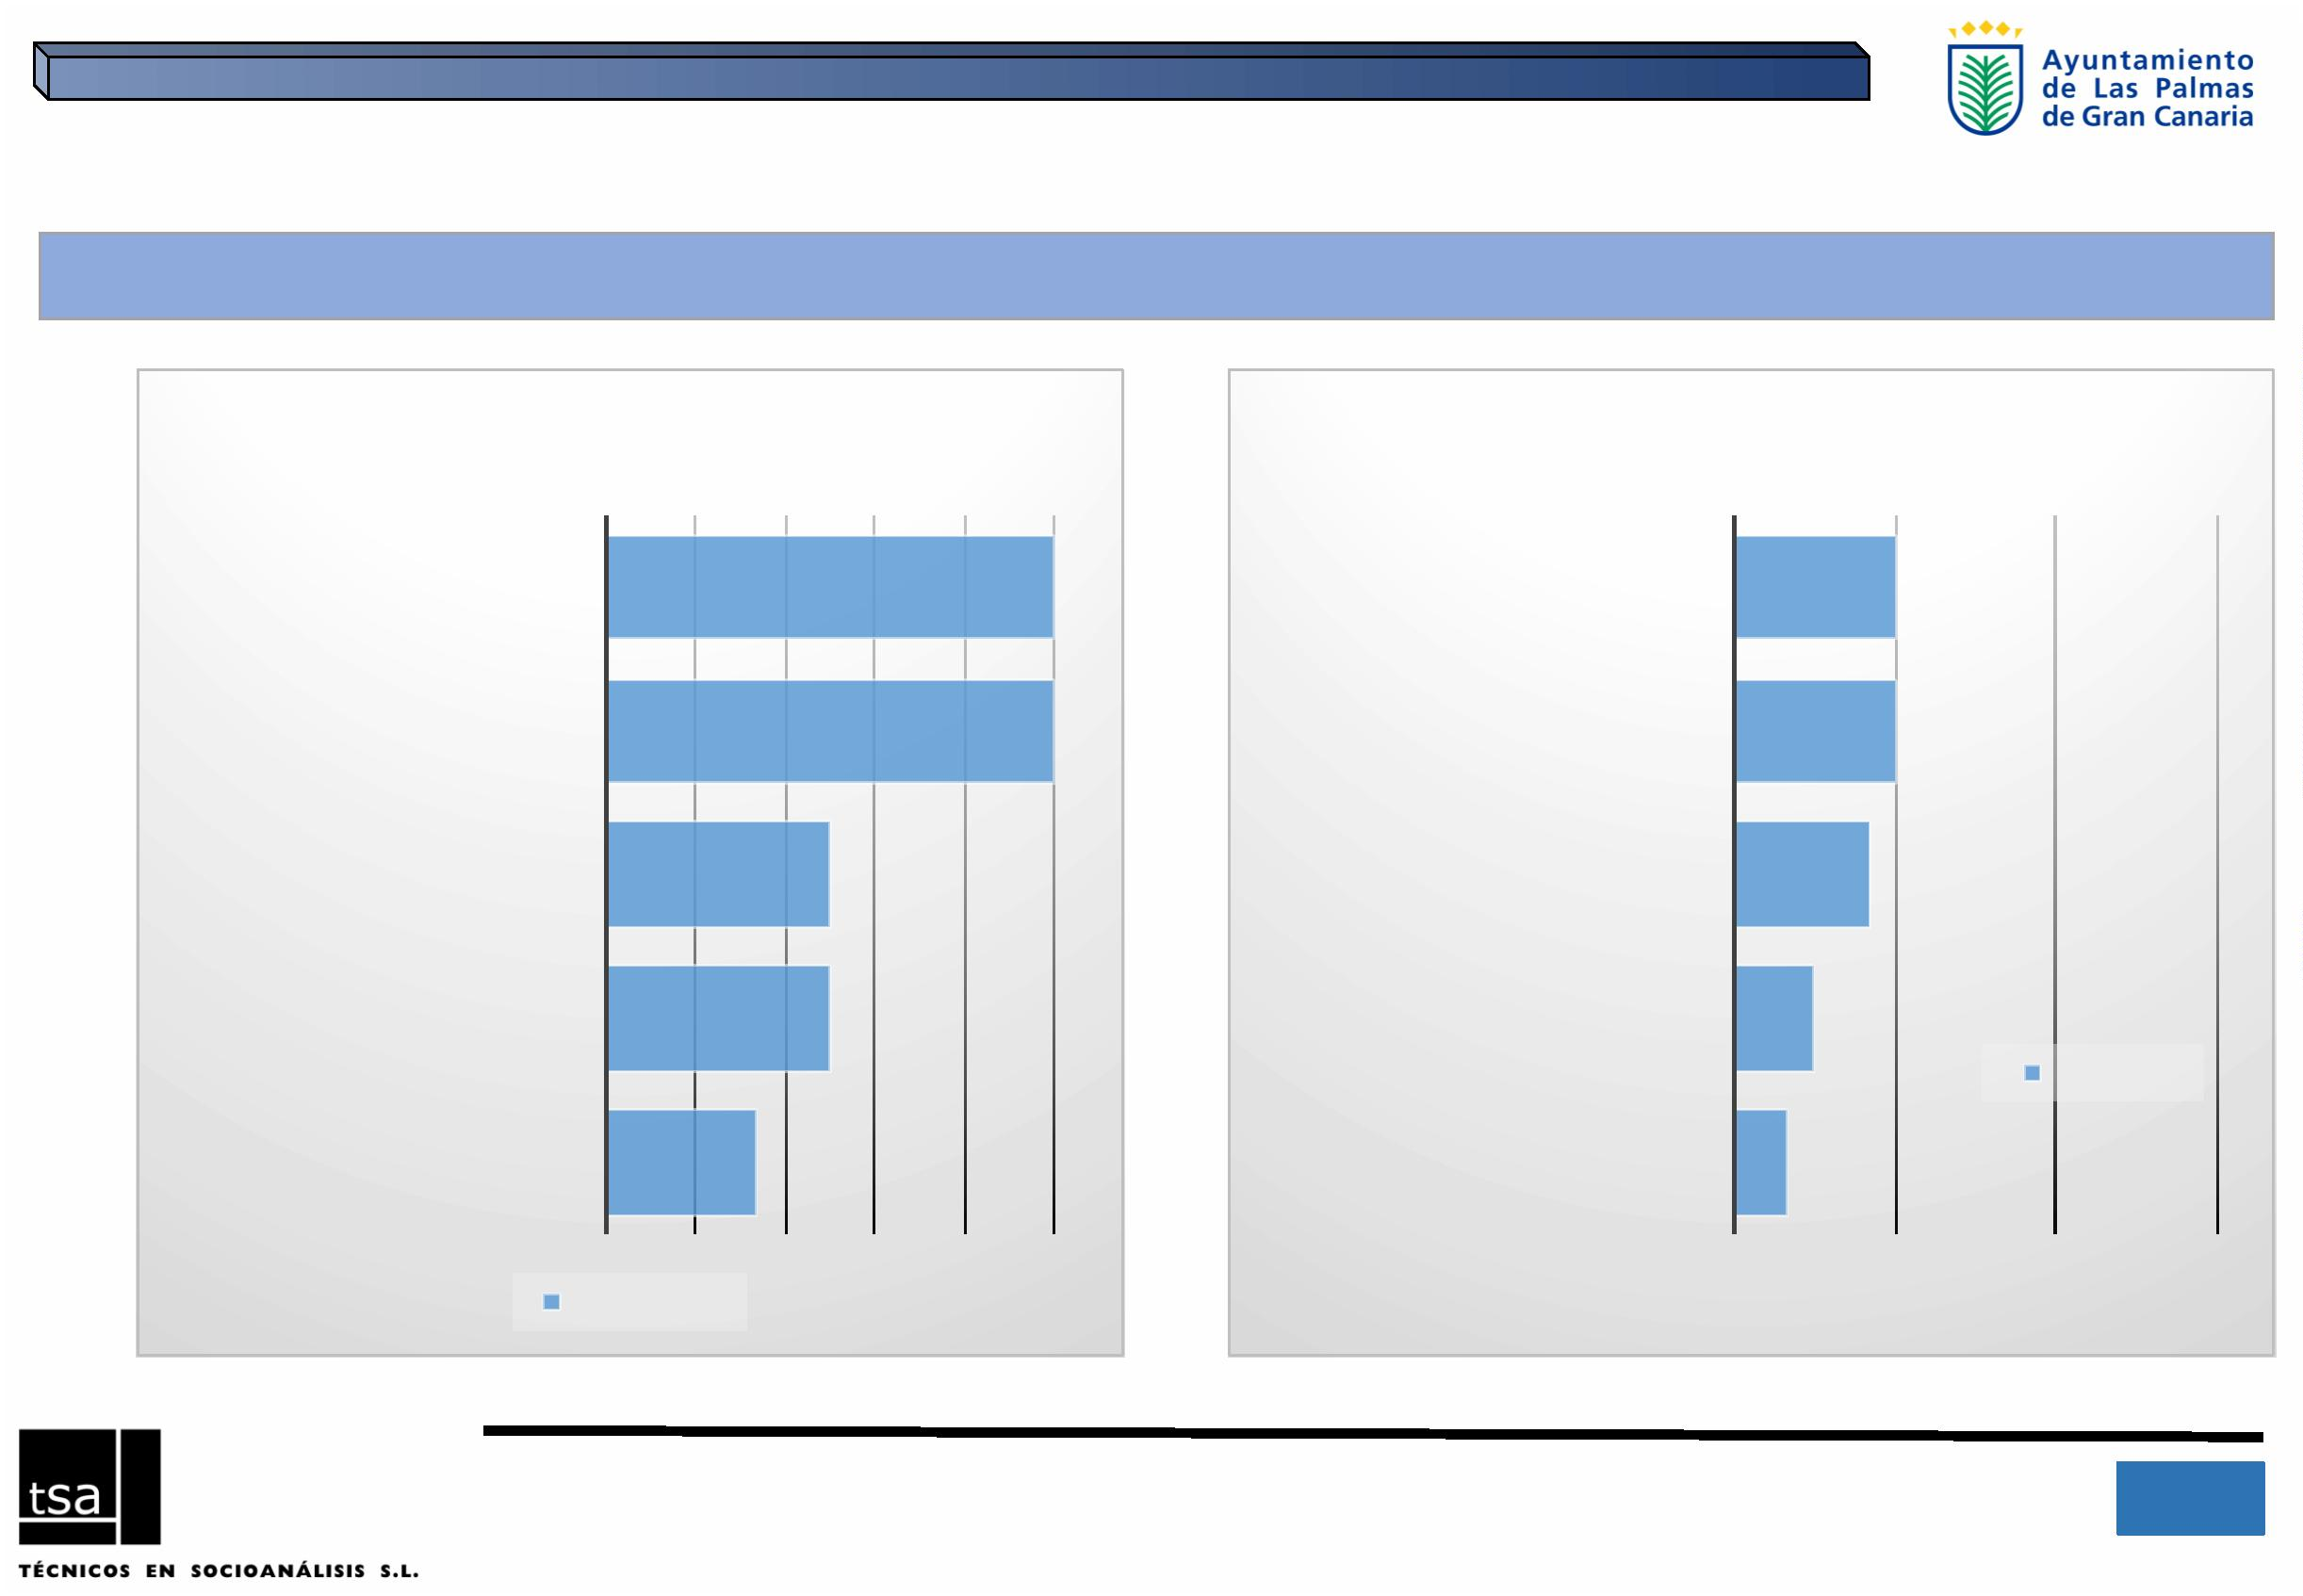 Ayuntamiento
de Las Palmas
de Gran Canaria
tsa
TÉCNICOS EN SOCIOANÁLISIS S.L.